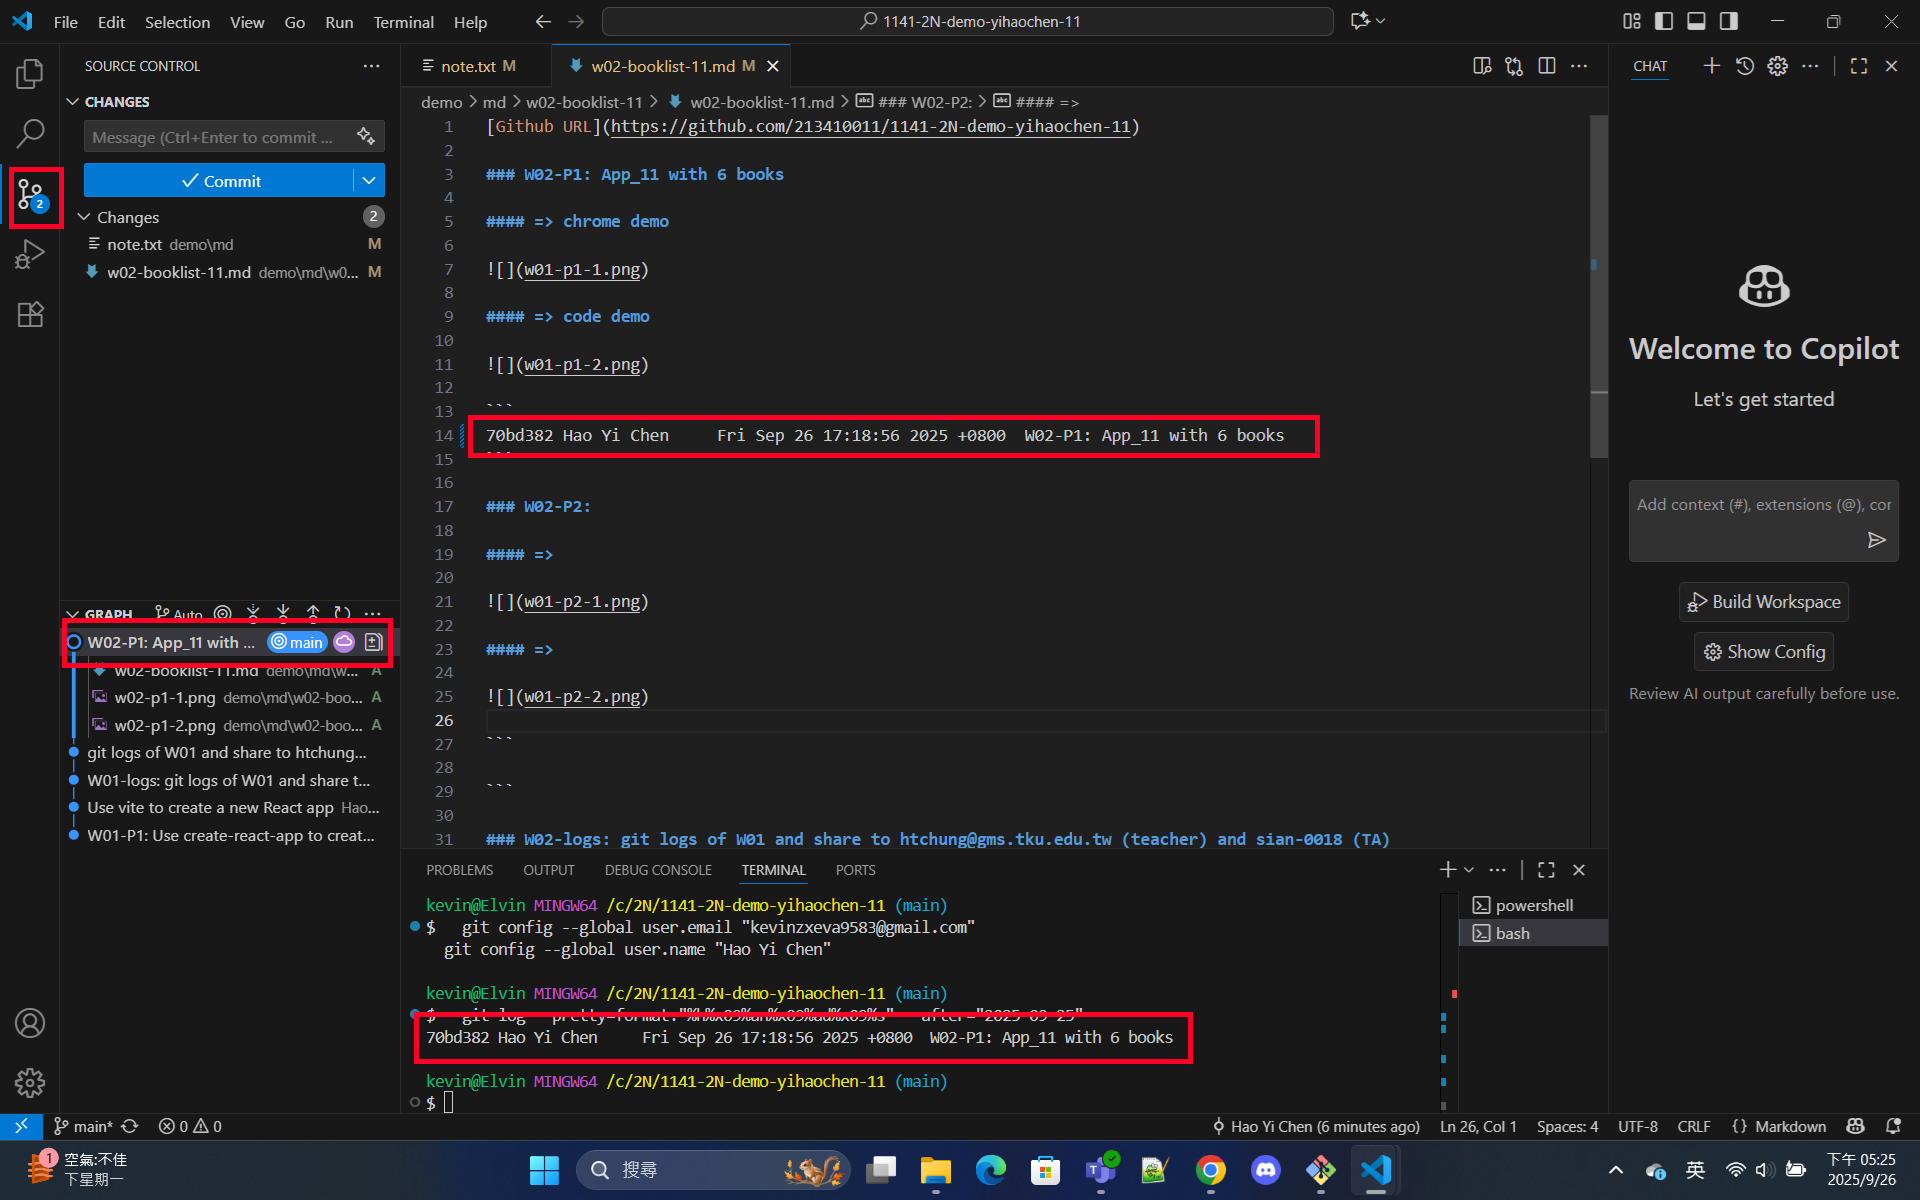 File Edit Selection View Go Run Terminal Help
1141-2N-demo-yihaochen-11
SOURCE CONTROL
CHANGES
Message (Ctrl+Enter to commit ...
Commit
Changes 2
note.txt demo\md M
w02-booklist-11.md demo\md\w0... M
2
GRAPH Auto
W02-P1: App_11 with ... main
w02-booklist-11.md demo\md\w... A
w02-p1-1.png demo\md\w02-boo... A
w02-p1-2.png demo\md\w02-boo... A
git logs of W01 and share to htchung...
W01-logs: git logs of W01 and share t...
Use vite to create a new React app Hao...
W01-P1: Use create-react-app to creat...
note.txt M
w02-booklist-11.md M
demo > md > w02-booklist-11 > w02-booklist-11.md > ### W02-P2: > #### =>
1 [Github URL](https://github.com/213410011/1141-2N-demo-yihaochen-11)
2
3 ### W02-P1: App_11 with 6 books
4
5 #### => chrome demo
6
7 ![](w01-p1-1.png)
8
9 #### => code demo
10
11 ![](w01-p1-2.png)
12
13 ```
14 70bd382 Hao Yi Chen Fri Sep 26 17:18:56 2025 +0800 W02-P1: App_11 with 6 books
15 ```
16
17 ### W02-P2:
18
19 #### =>
20
21 ![](w01-p2-1.png)
22
23 #### =>
24
25 ![](w01-p2-2.png)
26
27 ```
28
29 ```
30
31 ### W02-logs: git logs of W01 and share to htchung@gms.tku.edu.tw (teacher) and sian-0018 (TA)
PROBLEMS OUTPUT DEBUG CONSOLE TERMINAL PORTS
kevin@Elvin MINGW64 /c/2N/1141-2N-demo-yihaochen-11 (main)
$ git config --global user.email "kevinzxeva9583@gmail.com"
git config --global user.name "Hao Yi Chen"
kevin@Elvin MINGW64 /c/2N/1141-2N-demo-yihaochen-11 (main)
$ git log --pretty=format:"%h%x09%an%x09%ad%x09%s" --after="2025-09-25"
70bd382 Hao Yi Chen Fri Sep 26 17:18:56 2025 +0800 W02-P1: App_11 with 6 books
kevin@Elvin MINGW64 /c/2N/1141-2N-demo-yihaochen-11 (main)
$
powershell
bash
CHAT
Welcome to Copilot
Let's get started
Add context (#), extensions (@), cor
Build Workspace
Show Config
Review AI output carefully before use.
main* 0 0
Hao Yi Chen (6 minutes ago) Ln 26, Col 1 Spaces: 4 UTF-8 CRLF {} Markdown
1
空氣:不佳
下星期一
搜尋
英
下午 05:25
2025/9/26